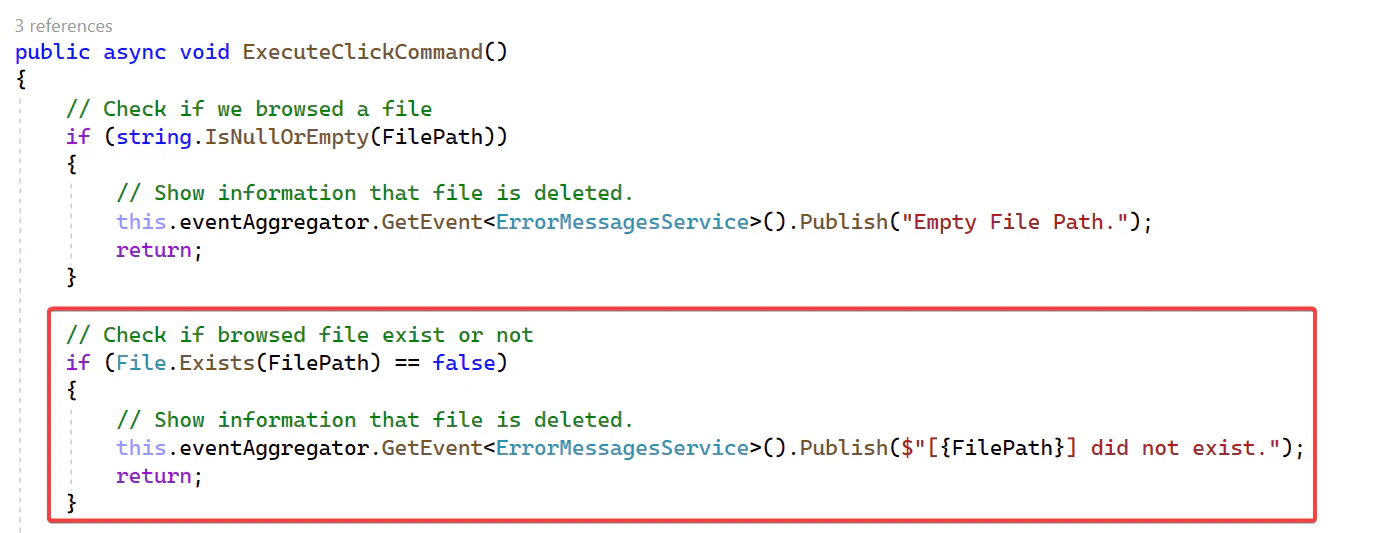 3 references
public async void ExecuteClickCommand()
{
// Check if we browsed a file
if (string.IsNullOrEmpty(FilePath))
{
// Show information that file is deleted.
this.eventAggregator.GetEvent<ErrorMessagesService>().Publish("Empty File Path.");
return;
}
// Check if browsed file exist or not
if (File.Exists(FilePath) == false)
{
// Show information that file is deleted.
this.eventAggregator.GetEvent<ErrorMessagesService>().Publish($"[{FilePath}] did not exist.");
return;
}